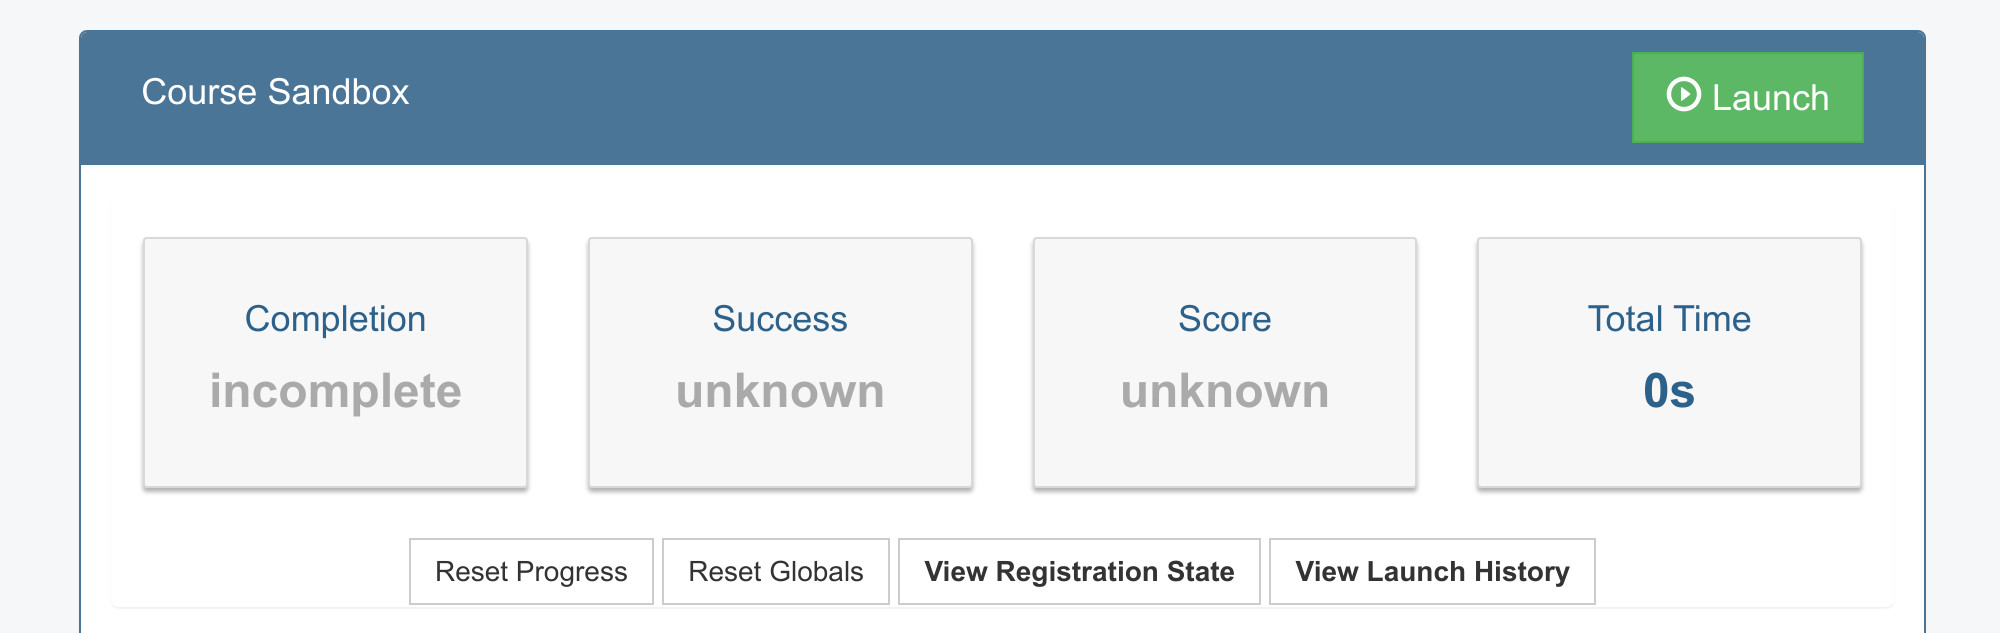 Course Sandbox
Launch
Completion
incomplete
Success
unknown
Score
unknown
Total Time
0s
Reset Progress
Reset Globals
View Registration State
View Launch History